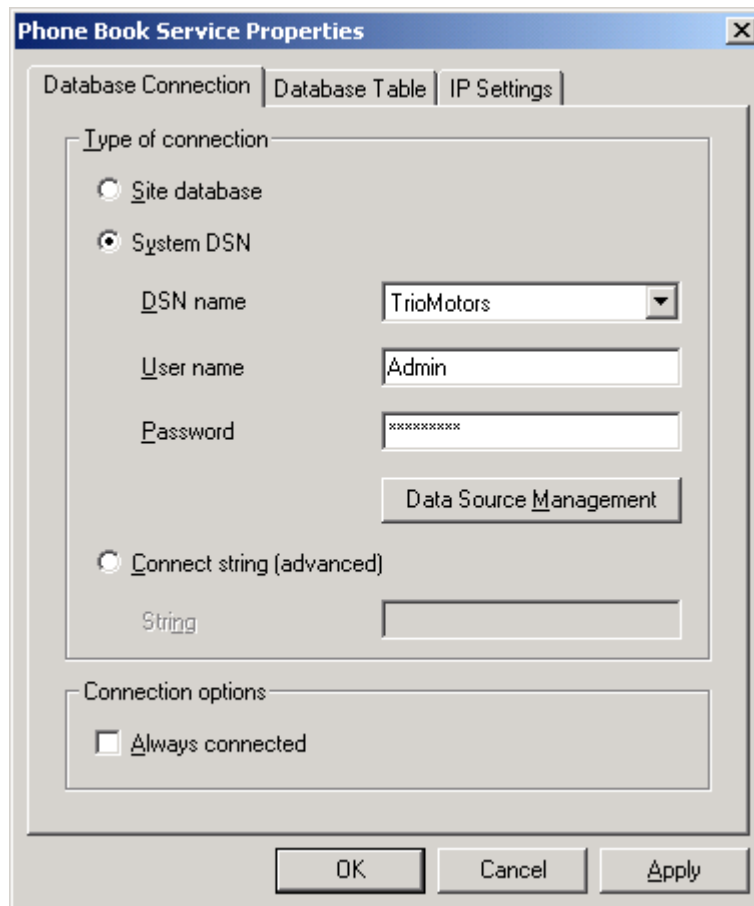 Phone Book Service Properties
Database Connection Database Table IP Settings
Type of connection
Site database
System DSN
DSN name TrioMotors
User name Admin
Password *********
Data Source Management
Connect string (advanced)
String
Connection options
Always connected
OK Cancel Apply